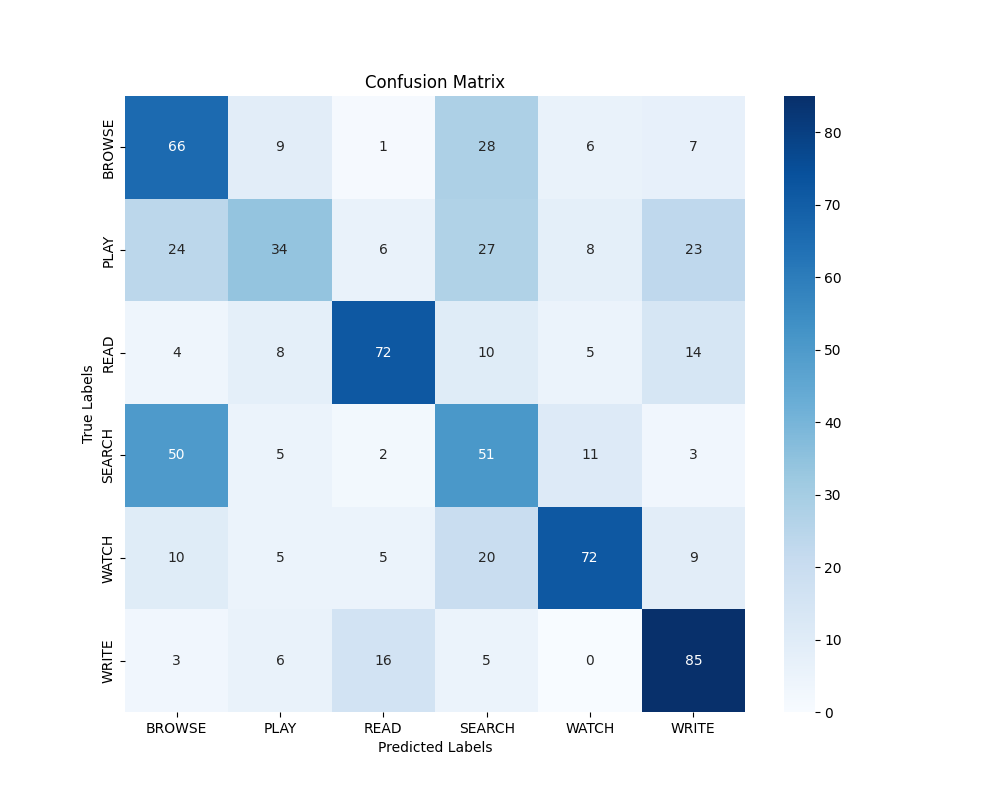 Confusion Matrix
BROWSE 66 9 1 28 6 7
PLAY 24 34 6 27 8 23
READ 4 8 72 10 5 14
SEARCH 50 5 2 51 11 3
WATCH 10 5 5 20 72 9
WRITE 3 6 16 5 0 85
BROWSE PLAY READ SEARCH WATCH WRITE
Predicted Labels
True Labels
80
70
60
50
40
30
20
10
0